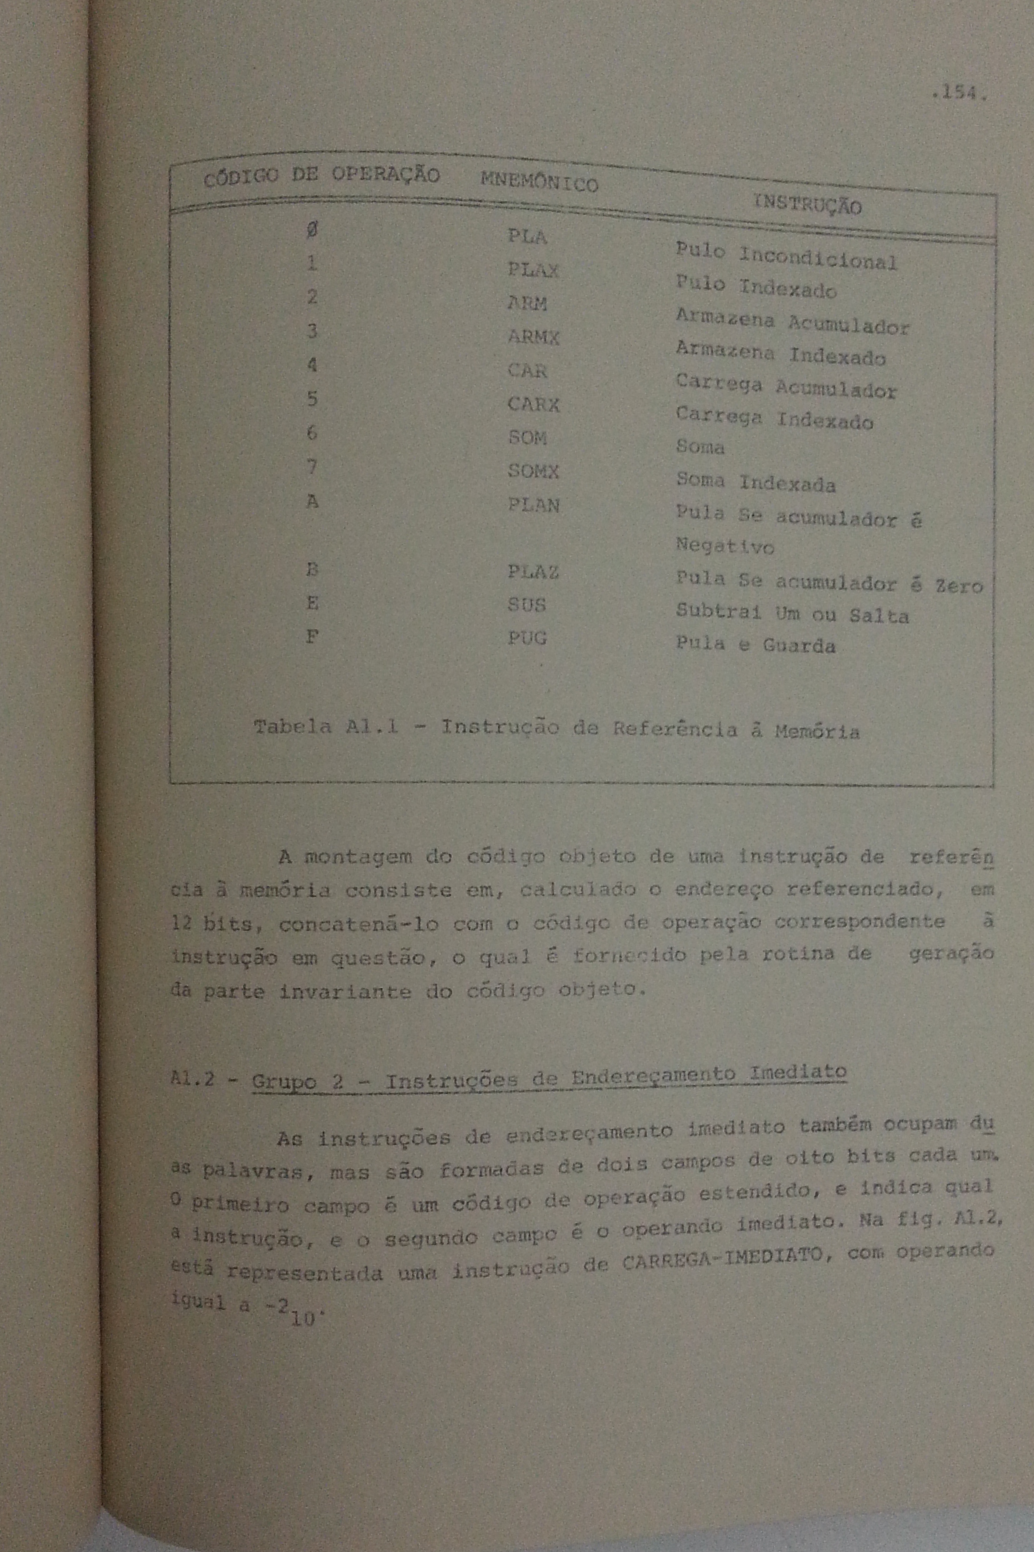 .154.
CÓDIGO DE OPERAÇÃO MNEMÔNICO INSTRUÇÃO
Ø PLA Pulo Incondicional
1 PLAX Pulo Indexado
2 ARM Armazena Acumulador
3 ARMX Armazena Indexado
4 CAR Carrega Acumulador
5 CARX Carrega Indexado
6 SOM Soma
7 SOMX Soma Indexada
A PLAN Pula Se acumulador é
Negativo
B PLAZ Pula Se acumulador é Zero
E SUS Subtrai Um ou Salta
F PUG Pula e Guarda
Tabela A1.1 - Instrução de Referência à Memória
A montagem do código objeto de uma instrução de referên
cia à memória consiste em, calculado o endereço referenciado, em
12 bits, concatená-lo com o código de operação correspondente à
instrução em questão, o qual é fornecido pela rotina de geração
da parte invariante do código objeto.
A1.2 - Grupo 2 - Instruções de Endereçamento Imediato
As instruções de endereçamento imediato também ocupam du
as palavras, mas são formadas de dois campos de oito bits cada um.
O primeiro campo é um código de operação estendido, e indica qual
a instrução, e o segundo campo é o operando imediato. Na fig. A1.2,
está representada uma instrução de CARREGA-IMEDIATO, com operando
igual a -2₁₀.